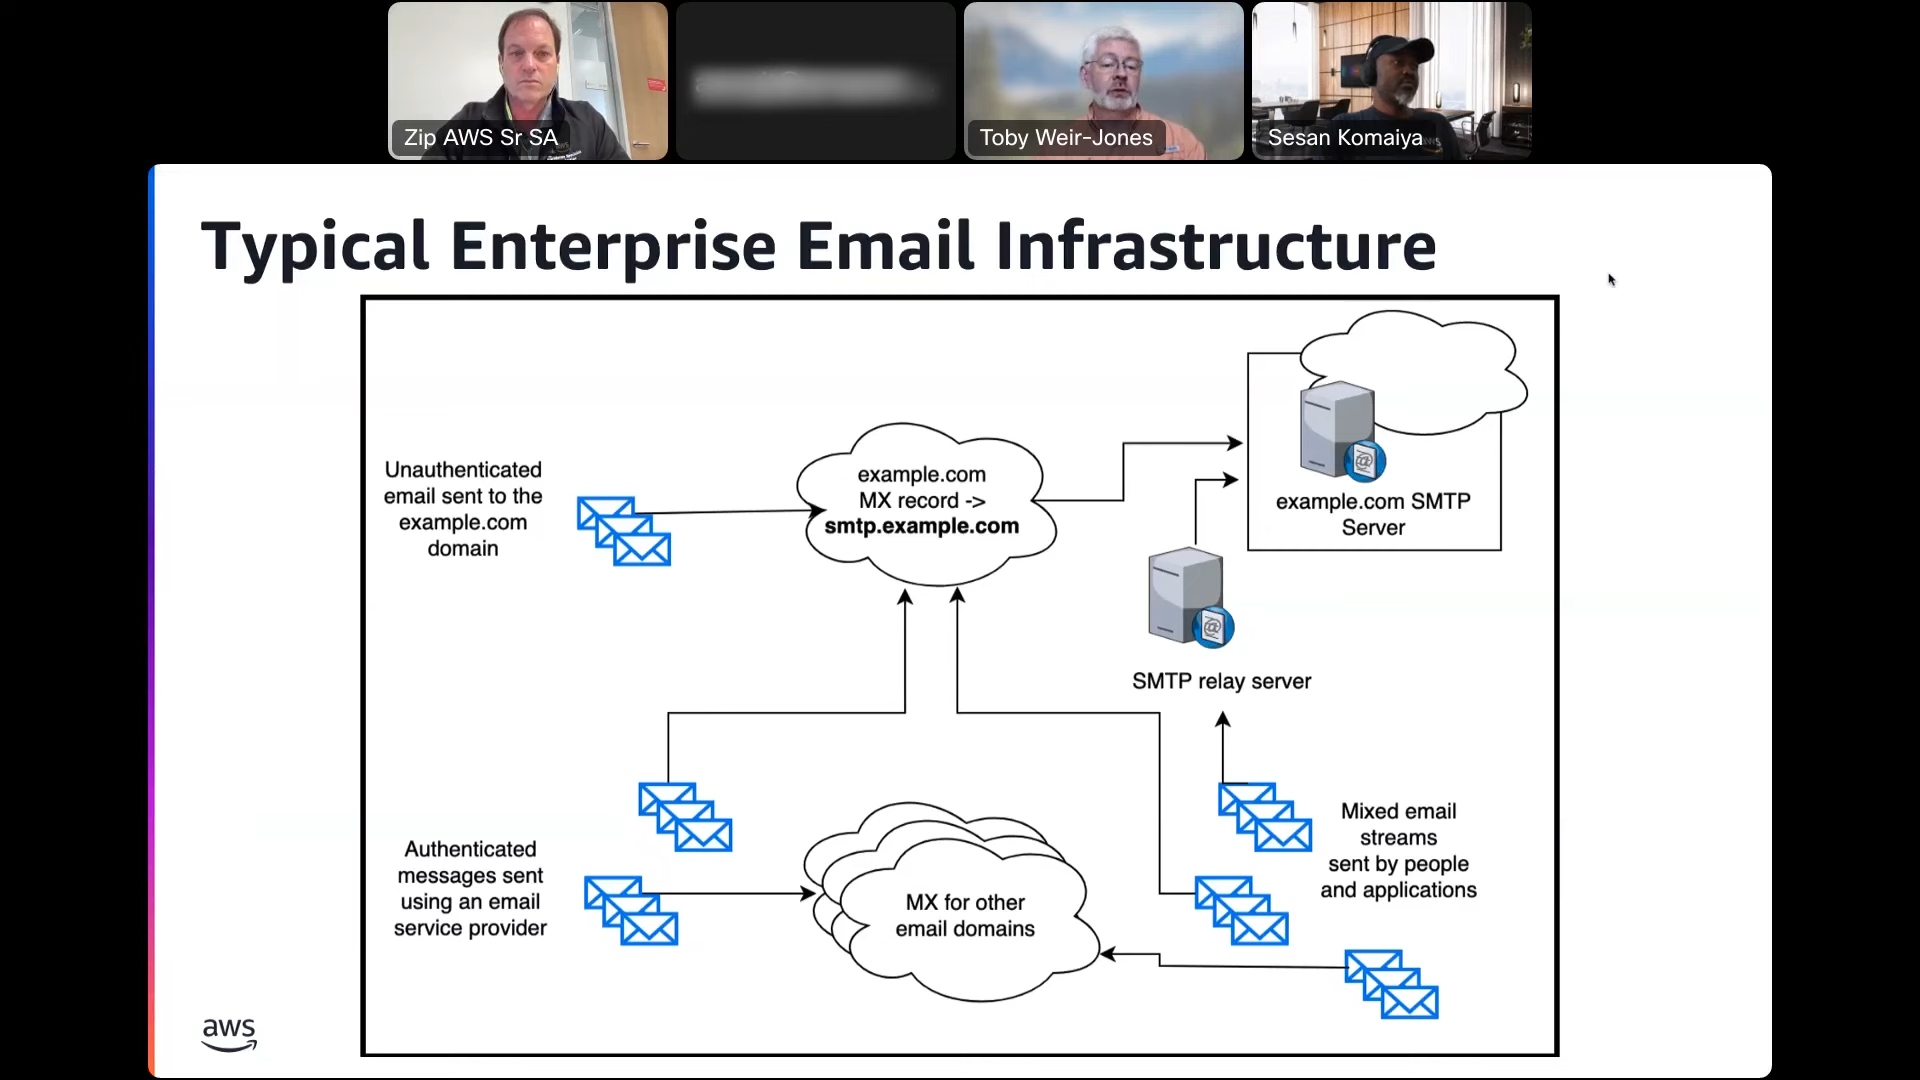 Zip AWS Sr SA
Toby Weir-Jones
Sesan Komaiya
Typical Enterprise Email Infrastructure
Unauthenticated
email sent to the
example.com
domain
example.com
MX record ->
smtp.example.com
example.com SMTP
Server
SMTP relay server
Authenticated
messages sent
using an email
service provider
MX for other
email domains
Mixed email
streams
sent by people
and applications
aws